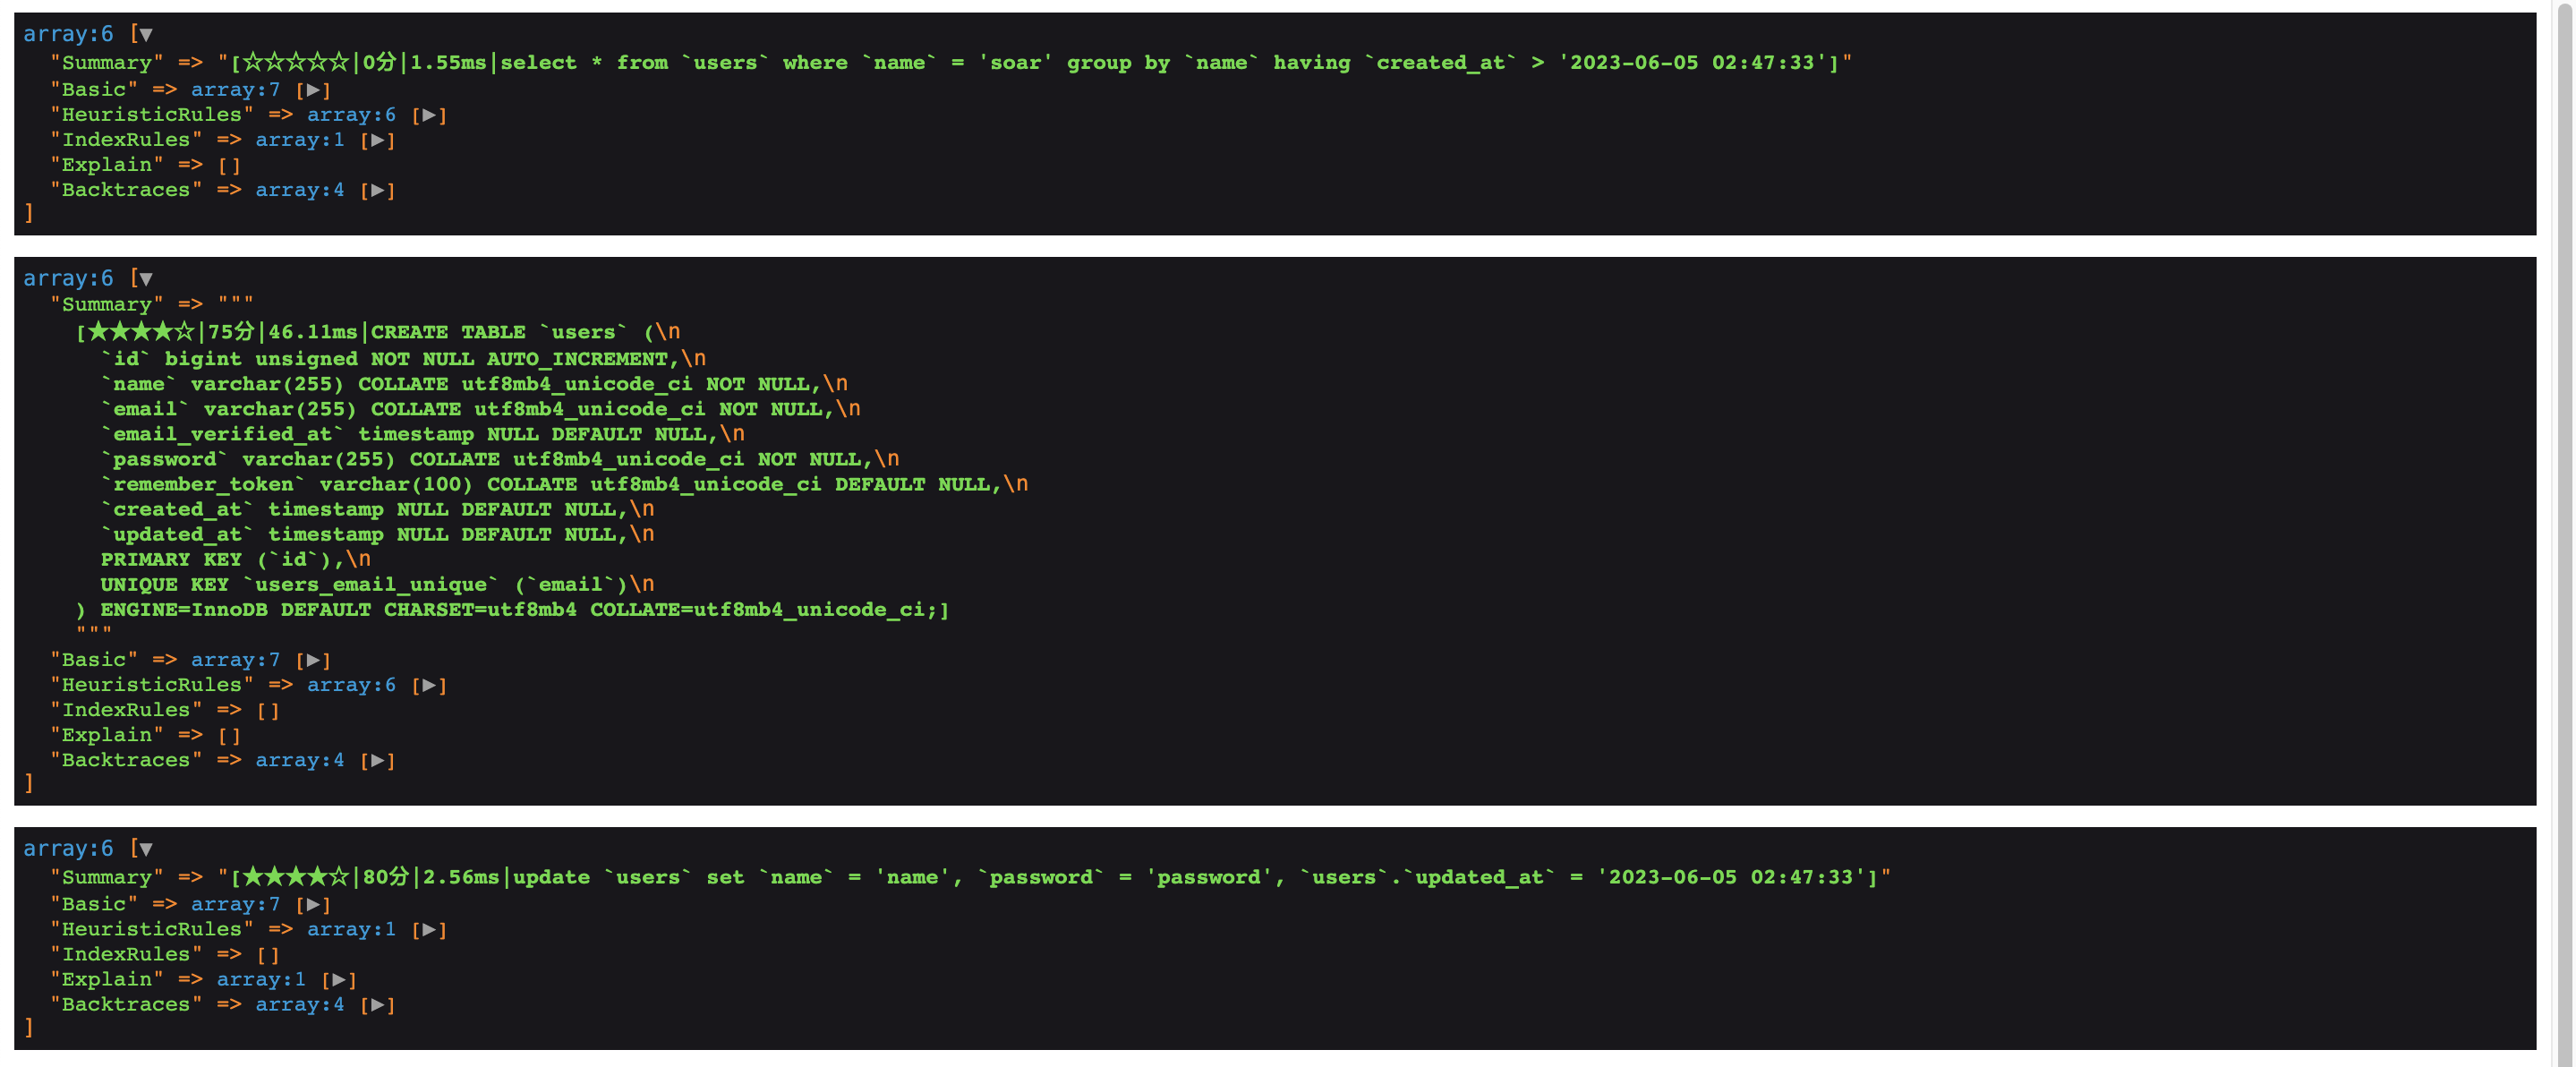 array:6 [▼
  "Summary" => "[☆☆☆☆☆|0分|1.55ms|select * from `users` where `name` = 'soar' group by `name` having `created_at` > '2023-06-05 02:47:33']"
  "Basic" => array:7 [▶]
  "HeuristicRules" => array:6 [▶]
  "IndexRules" => array:1 [▶]
  "Explain" => []
  "Backtraces" => array:4 [▶]
]
array:6 [▼
  "Summary" => """
    [★★★★☆|75分|46.11ms|CREATE TABLE `users` (\n
      `id` bigint unsigned NOT NULL AUTO_INCREMENT,\n
      `name` varchar(255) COLLATE utf8mb4_unicode_ci NOT NULL,\n
      `email` varchar(255) COLLATE utf8mb4_unicode_ci NOT NULL,\n
      `email_verified_at` timestamp NULL DEFAULT NULL,\n
      `password` varchar(255) COLLATE utf8mb4_unicode_ci NOT NULL,\n
      `remember_token` varchar(100) COLLATE utf8mb4_unicode_ci DEFAULT NULL,\n
      `created_at` timestamp NULL DEFAULT NULL,\n
      `updated_at` timestamp NULL DEFAULT NULL,\n
      PRIMARY KEY (`id`),\n
      UNIQUE KEY `users_email_unique` (`email`)\n
    ) ENGINE=InnoDB DEFAULT CHARSET=utf8mb4 COLLATE=utf8mb4_unicode_ci;]
    """
  "Basic" => array:7 [▶]
  "HeuristicRules" => array:6 [▶]
  "IndexRules" => []
  "Explain" => []
  "Backtraces" => array:4 [▶]
]
array:6 [▼
  "Summary" => "[★★★★☆|80分|2.56ms|update `users` set `name` = 'name', `password` = 'password', `users`.`updated_at` = '2023-06-05 02:47:33']"
  "Basic" => array:7 [▶]
  "HeuristicRules" => array:1 [▶]
  "IndexRules" => []
  "Explain" => array:1 [▶]
  "Backtraces" => array:4 [▶]
]